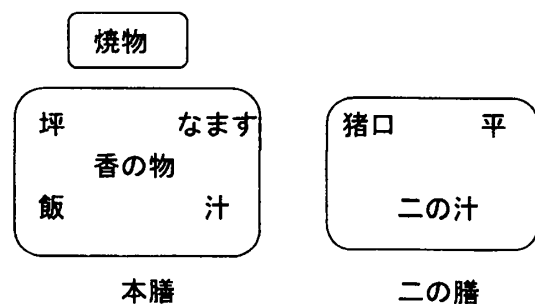 焼物
坪 なます 猪口 平
香の物
飯 汁 二の汁
本膳 二の膳